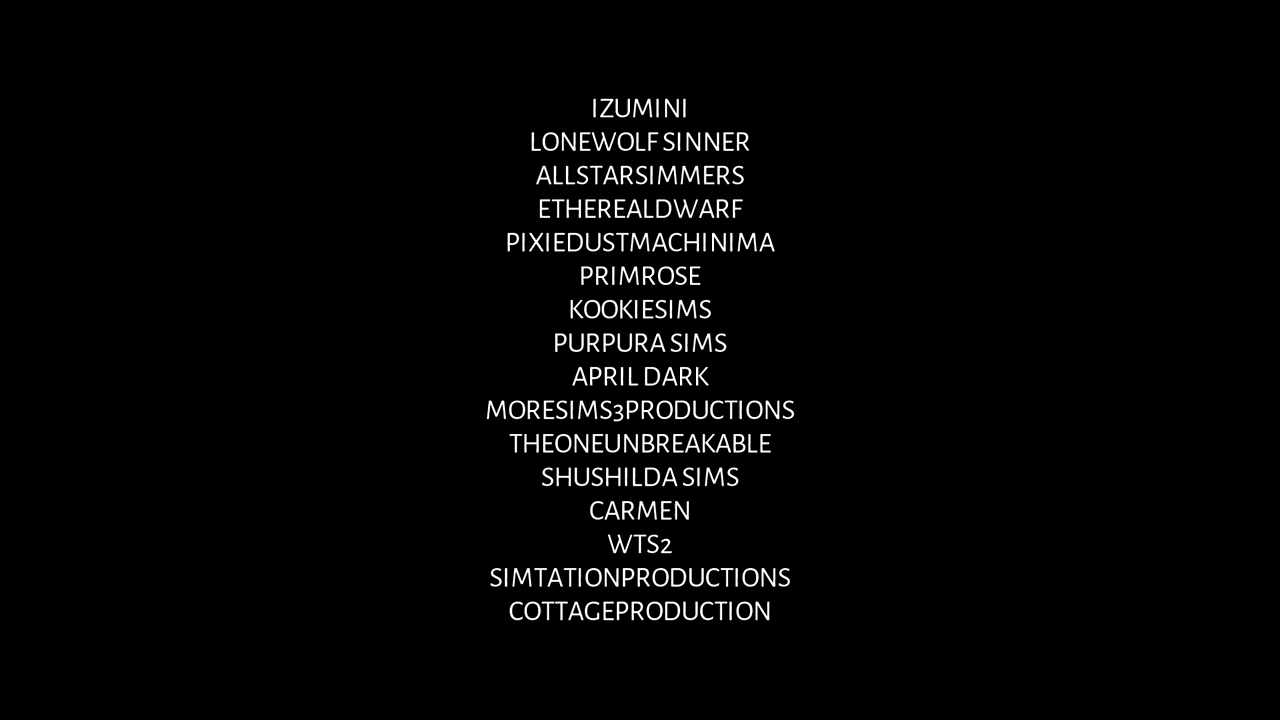 IZUMINI
LONEWOLF SINNER
ALLSTARSIMMERS
ETHEREALDWARF
PIXIEDUSTMACHINIMA
PRIMROSE
KOOKIESIMS
PURPURA SIMS
APRIL DARK
MORESIMS3PRODUCTIONS
THEONEUNBREAKABLE
SHUSHILDA SIMS
CARMEN
WTS2
SIMTATIONPRODUCTIONS
COTTAGEPRODUCTION